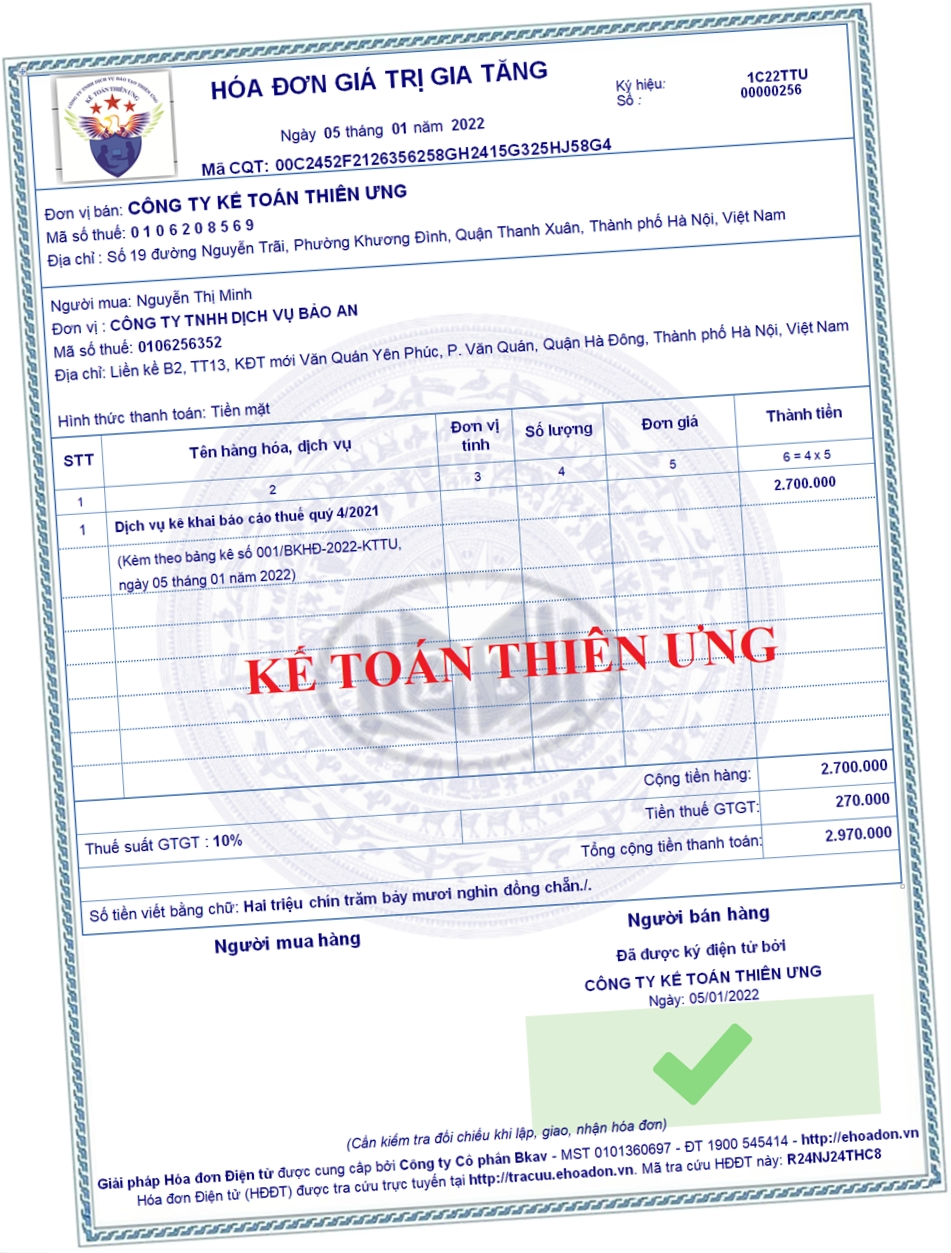 CÔNG TY TNHH DỊCH VỤ ĐÀO TẠO THIÊN ƯNG
KẾ TOÁN THIÊN ƯNG
HÓA ĐƠN GIÁ TRỊ GIA TĂNG
Ký hiệu: 1C22TTU
Số : 00000256
Ngày 05 tháng 01 năm 2022
Mã CQT: 00C2452F2126356258GH2415G325HJ58G4
Đơn vị bán: CÔNG TY KẾ TOÁN THIÊN ƯNG
Mã số thuế: 0 1 0 6 2 0 8 5 6 9
Địa chỉ : Số 19 đường Nguyễn Trãi, Phường Khương Đình, Quận Thanh Xuân, Thành phố Hà Nội, Việt Nam
Người mua: Nguyễn Thị Minh
Đơn vị : CÔNG TY TNHH DỊCH VỤ BẢO AN
Mã số thuế: 0106256352
Địa chỉ: Liền kề B2, TT13, KĐT mới Văn Quán Yên Phúc, P. Văn Quán, Quận Hà Đông, Thành phố Hà Nội, Việt Nam
Hình thức thanh toán: Tiền mặt
STT Tên hàng hóa, dịch vụ Đơn vị tính Số lượng Đơn giá Thành tiền
1 2 3 4 5 6 = 4 x 5
1 Dịch vụ kê khai báo cáo thuế quý 4/2021 2.700.000
(Kèm theo bảng kê số 001/BKHĐ-2022-KTTU,
ngày 05 tháng 01 năm 2022)
KẾ TOÁN THIÊN ƯNG
Cộng tiền hàng: 2.700.000
Thuế suất GTGT : 10% Tiền thuế GTGT: 270.000
Tổng cộng tiền thanh toán: 2.970.000
Số tiền viết bằng chữ: Hai triệu chín trăm bảy mươi nghìn đồng chẵn./.
Người mua hàng Người bán hàng
Đã được ký điện tử bởi
CÔNG TY KẾ TOÁN THIÊN ƯNG
Ngày: 05/01/2022
(Cần kiểm tra đối chiếu khi lập, giao, nhận hóa đơn)
Giải pháp Hóa đơn Điện tử được cung cấp bởi Công ty Cổ phần Bkav - MST 0101360697 - ĐT 1900 545414 - http://ehoadon.vn
Hóa đơn Điện tử (HĐĐT) được tra cứu trực tuyến tại http://tracuu.ehoadon.vn. Mã tra cứu HĐĐT này: R24NJ24THC8